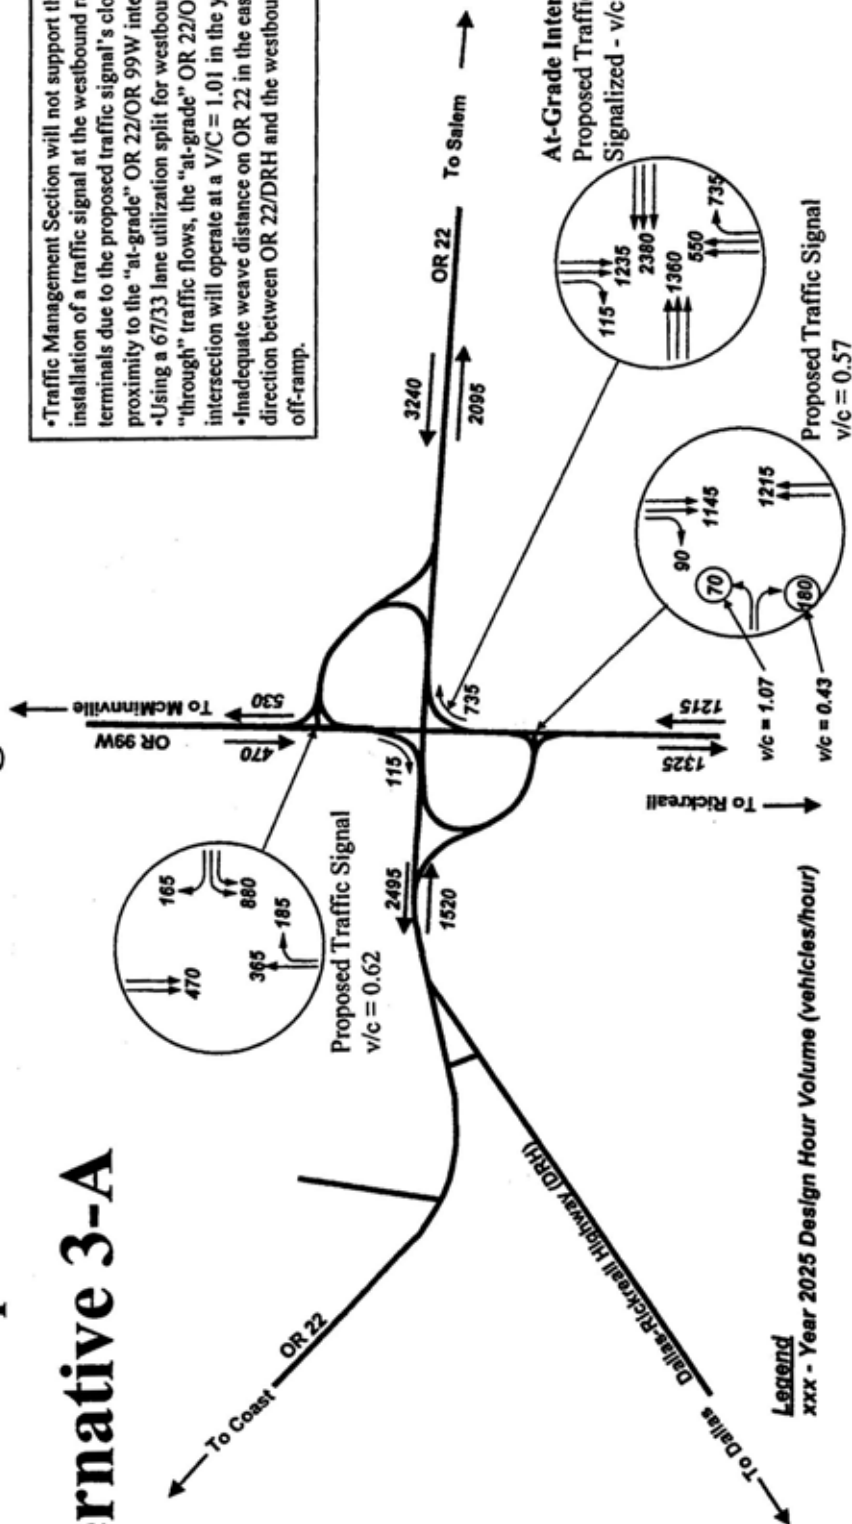 rnative 3-A
•Traffic Management Section will not support th
installation of a traffic signal at the westbound r
terminals due to the proposed traffic signal's clo
proximity to the "at-grade" OR 22/OR 99W inte
•Using a 67/33 lane utilization split for westbou
"through" traffic flows, the "at-grade" OR 22/O
intersection will operate at a V/C = 1.01 in the y
•Inadequate weave distance on OR 22 in the eas
direction between OR 22/DRH and the westbou
off-ramp.
To McMinnville
OR 99W
530
470
165
880
470
365
185
Proposed Traffic Signal
v/c = 0.62
115
2495
1520
3240
2095
OR 22
To Salem
735
At-Grade Inter
Proposed Traffi
Signalized - v/c
115
1235
2380
1360
550
735
90
1145
70
180
1215
Proposed Traffic Signal
v/c = 0.57
v/c = 1.07
v/c = 0.43
1215
1325
To Rickreall
To Coast
OR 22
Dallas-Rickreall Highway (DRH)
To Dallas
Legend
xxx - Year 2025 Design Hour Volume (vehicles/hour)